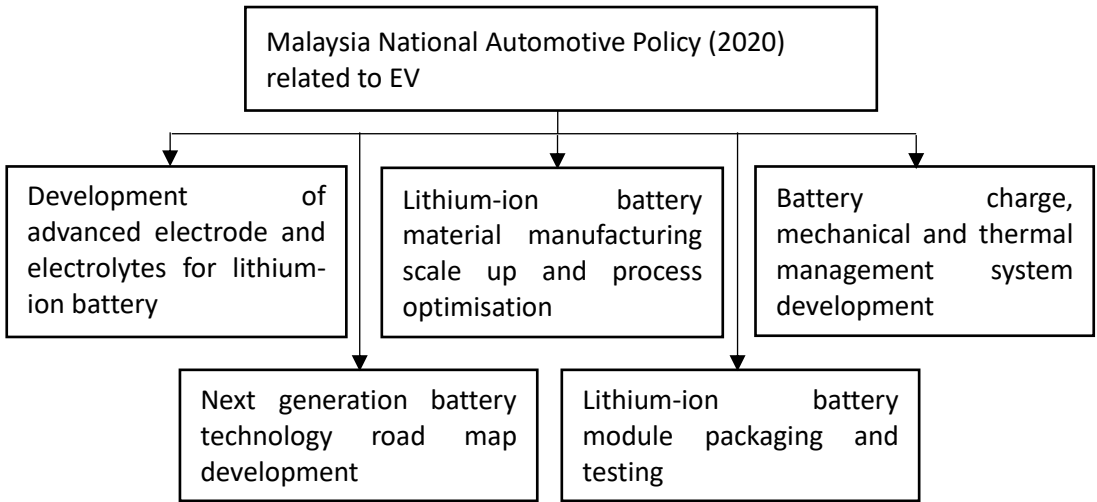 Malaysia National Automotive Policy (2020)
related to EV
Development of
advanced electrode and
electrolytes for lithium-
ion battery
Lithium-ion battery
material manufacturing
scale up and process
optimisation
Battery charge,
mechanical and thermal
management system
development
Next generation battery
technology road map
development
Lithium-ion battery
module packaging and
testing